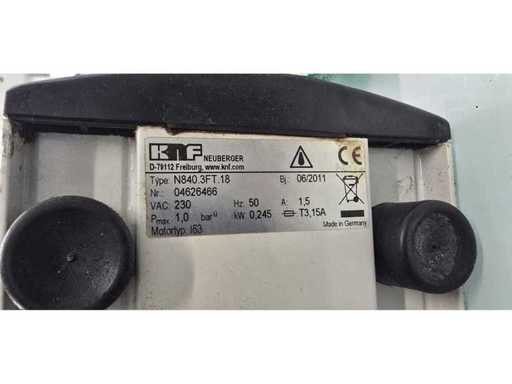 KNF NEUBERGER
D-79112 Freiburg, www.knf.com
Type: N840.3FT.18 Bj.: 06/2011
Nr.: 04626466
VAC: 230 Hz: 50 A: 1,5
Pmax. 1,0 barü kW: 0,245 T3,15A
Motortyp: I63 Made in Germany
CE